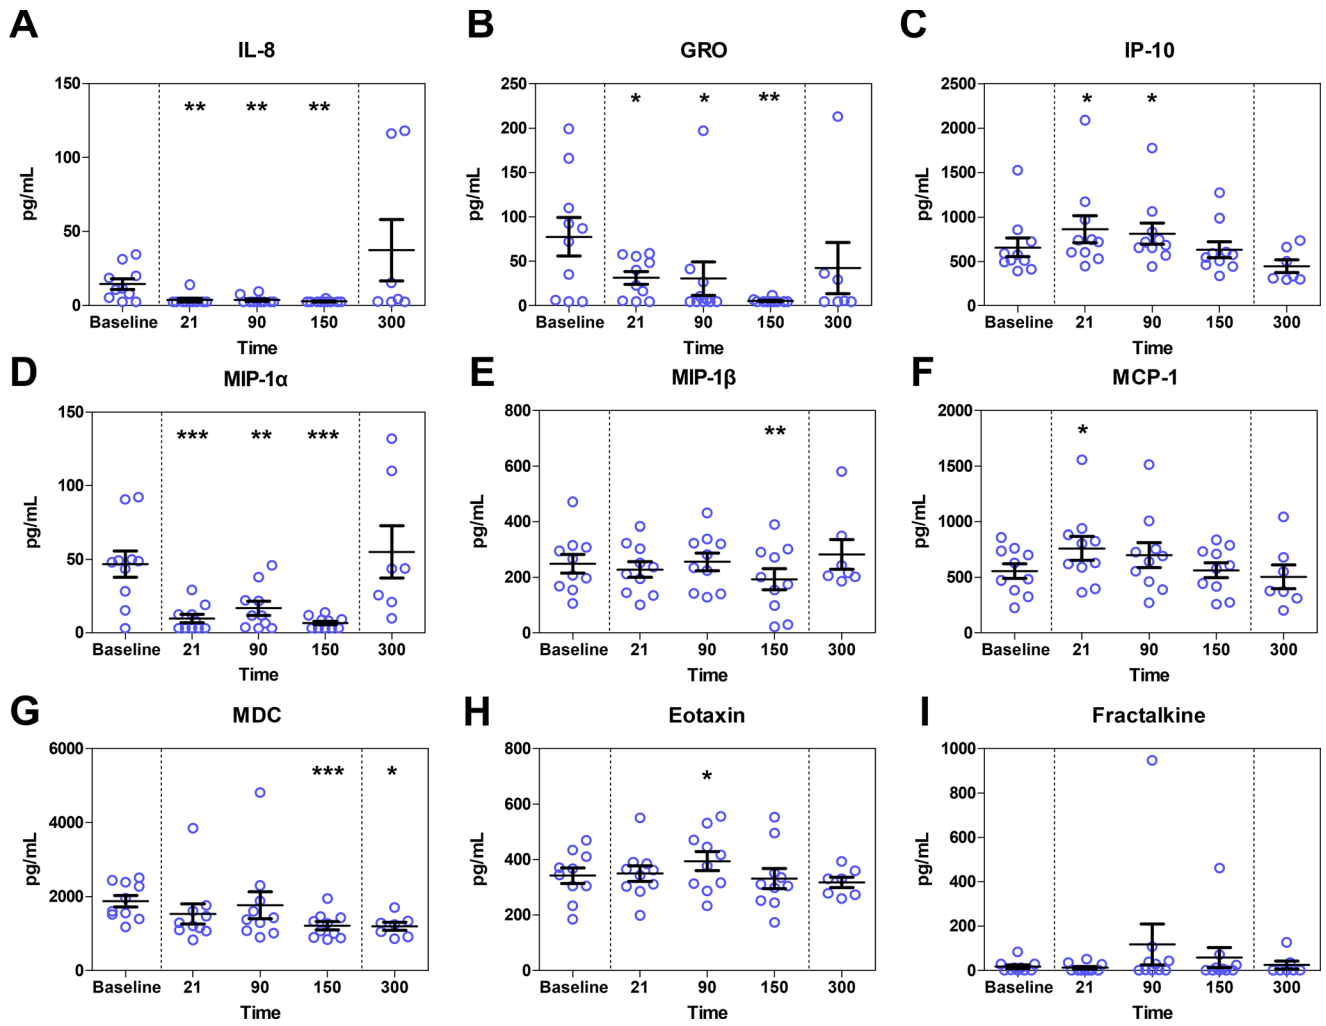 A
IL-8
pg/mL
150
100
50
0
** ** **
Baseline 21 90 150 300
Time
B
GRO
pg/mL
250
200
150
100
50
0
* * **
Baseline 21 90 150 300
Time
C
IP-10
pg/mL
2500
2000
1500
1000
500
0
* *
Baseline 21 90 150 300
Time
D
MIP-1α
pg/mL
150
100
50
0
*** ** ***
Baseline 21 90 150 300
Time
E
MIP-1β
pg/mL
800
600
400
200
0
**
Baseline 21 90 150 300
Time
F
MCP-1
pg/mL
2000
1500
1000
500
0
*
Baseline 21 90 150 300
Time
G
MDC
pg/mL
6000
4000
2000
0
*** *
Baseline 21 90 150 300
Time
H
Eotaxin
pg/mL
800
600
400
200
0
*
Baseline 21 90 150 300
Time
I
Fractalkine
pg/mL
1000
800
600
400
200
0
Baseline 21 90 150 300
Time